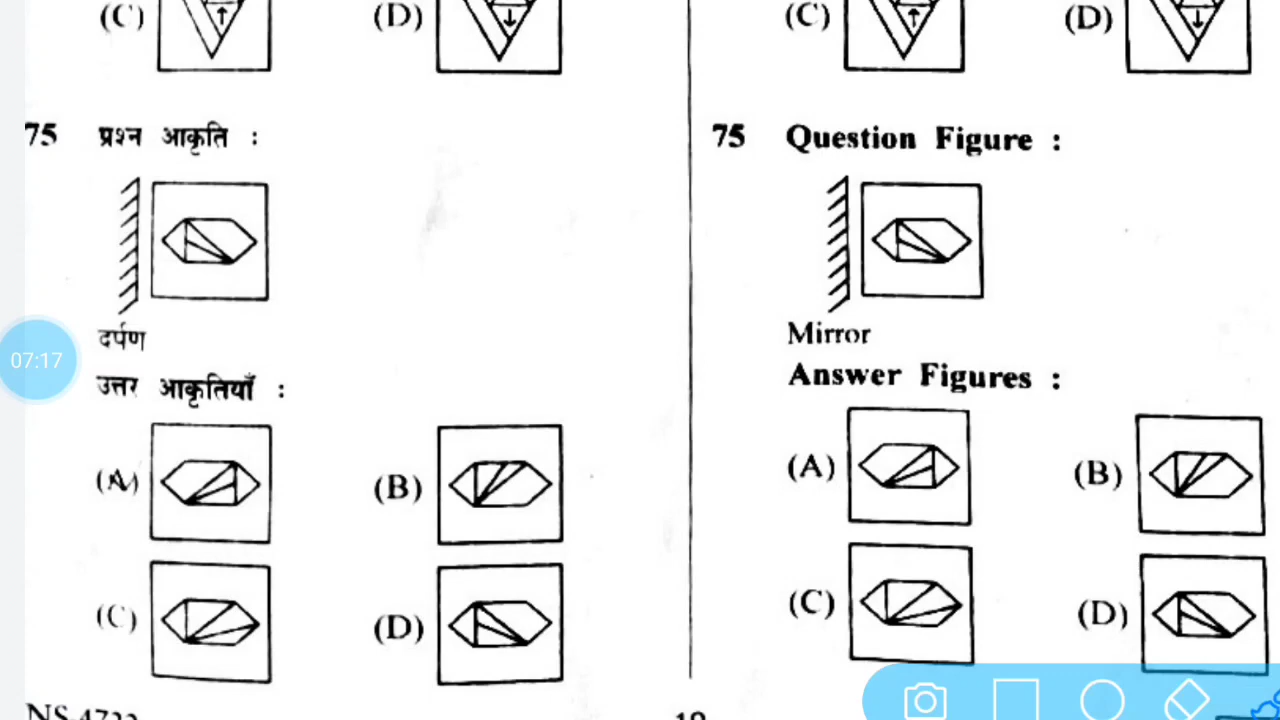 (C)
(D)
75 प्रश्न आकृति :
दर्पण
उत्तर आकृतियाँ :
(A)
(B)
(C)
(D)
(C)
(D)
75 Question Figure :
Mirror
Answer Figures :
(A)
(B)
(C)
(D)
07:17